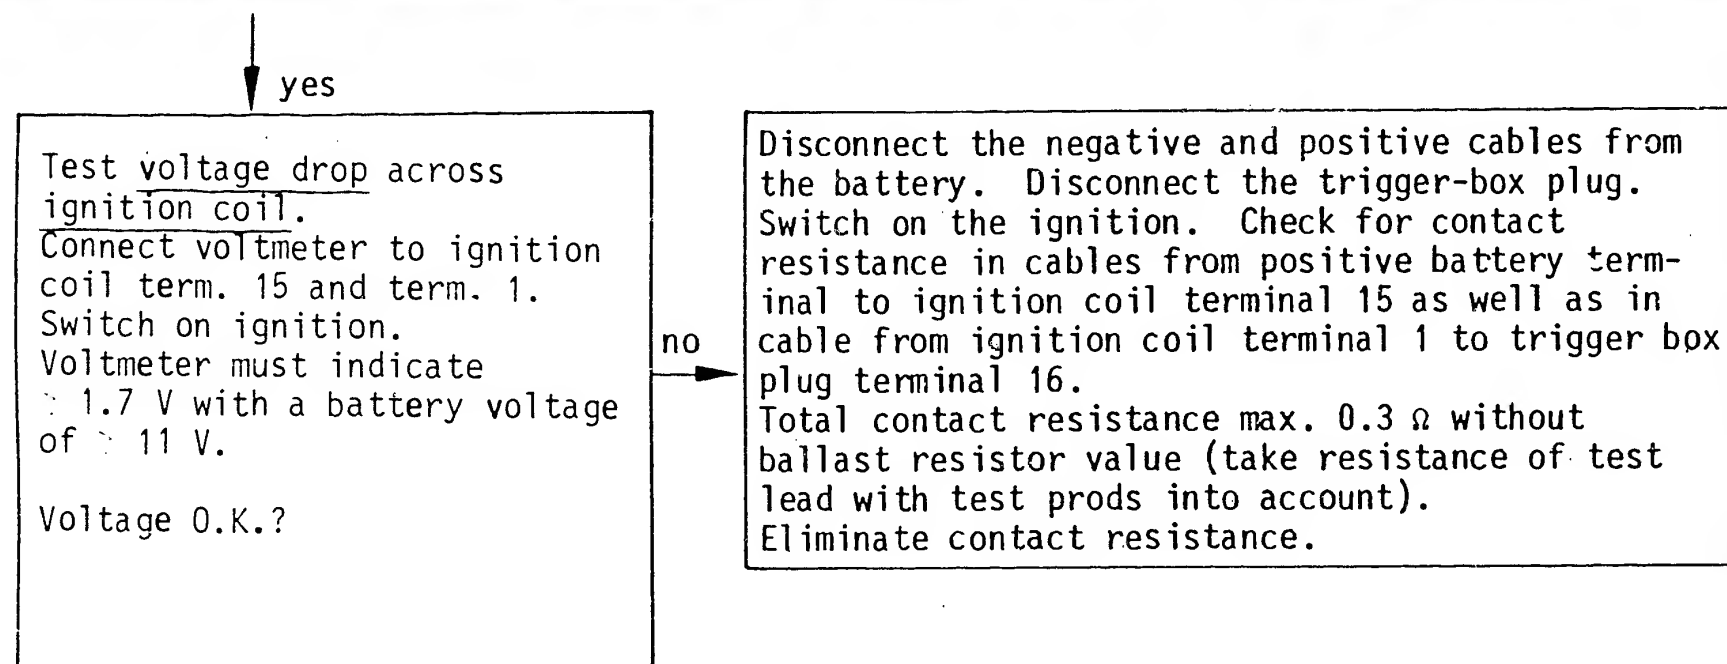 yes
Test voltage drop across
ignition coil.
Connect voltmeter to ignition
coil term. 15 and term. 1.
Switch on ignition.
Voltmeter must indicate
1.7 V with a battery voltage
of 11 V.
Voltage O.K.?
no
Disconnect the negative and positive cables from
the battery. Disconnect the trigger-box plug.
Switch on the ignition. Check for contact
resistance in cables from positive battery term-
inal to ignition coil terminal 15 as well as in
cable from ignition coil terminal 1 to trigger box
plug terminal 16.
Total contact resistance max. 0.3 Ω without
ballast resistor value (take resistance of test
lead with test prods into account).
Eliminate contact resistance.